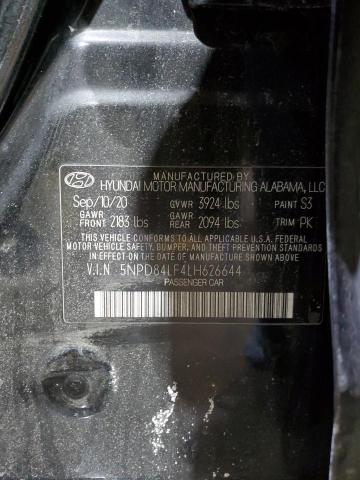 MANUFACTURED BY
HYUNDAI MOTOR MANUFACTURING ALABAMA, LLC
Sep/10/20 GVWR 3924 lbs PAINT S3
GAWR FRONT 2183 lbs GAWR REAR 2094 lbs TRIM PK
THIS VEHICLE CONFORMS TO ALL APPLICABLE U.S.A. FEDERAL
MOTOR VEHICLE SAFETY, BUMPER, AND THEFT PREVENTION STANDARDS
IN EFFECT ON THE DATE OF MANUFACTURE SHOWN ABOVE.
V.I.N 5NPD84LF4LH626644
PASSENGER CAR